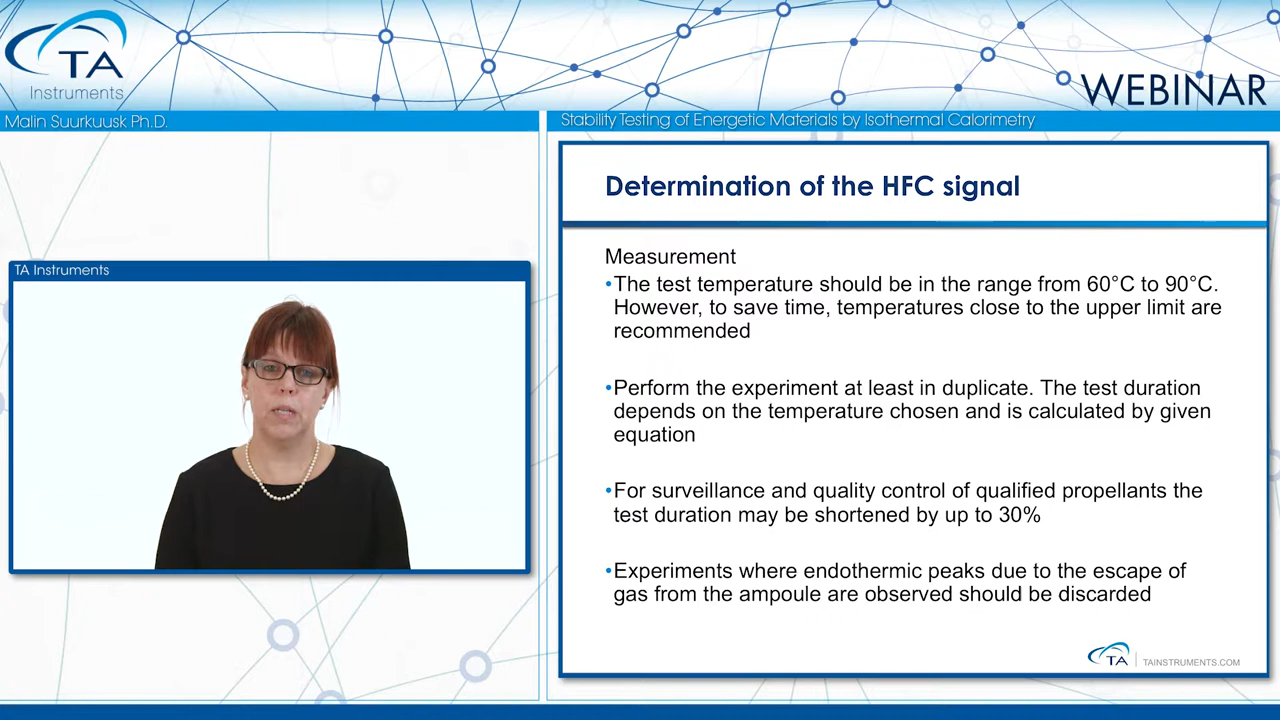 TA
Instruments
WEBINAR
Malin Suurkuusk Ph.D.
Stability Testing of Energetic Materials by Isothermal Calorimetry
TA Instruments
Determination of the HFC signal
Measurement
•The test temperature should be in the range from 60°C to 90°C.
However, to save time, temperatures close to the upper limit are
recommended
•Perform the experiment at least in duplicate. The test duration
depends on the temperature chosen and is calculated by given
equation
•For surveillance and quality control of qualified propellants the
test duration may be shortened by up to 30%
•Experiments where endothermic peaks due to the escape of
gas from the ampoule are observed should be discarded
TA TAINSTRUMENTS.COM